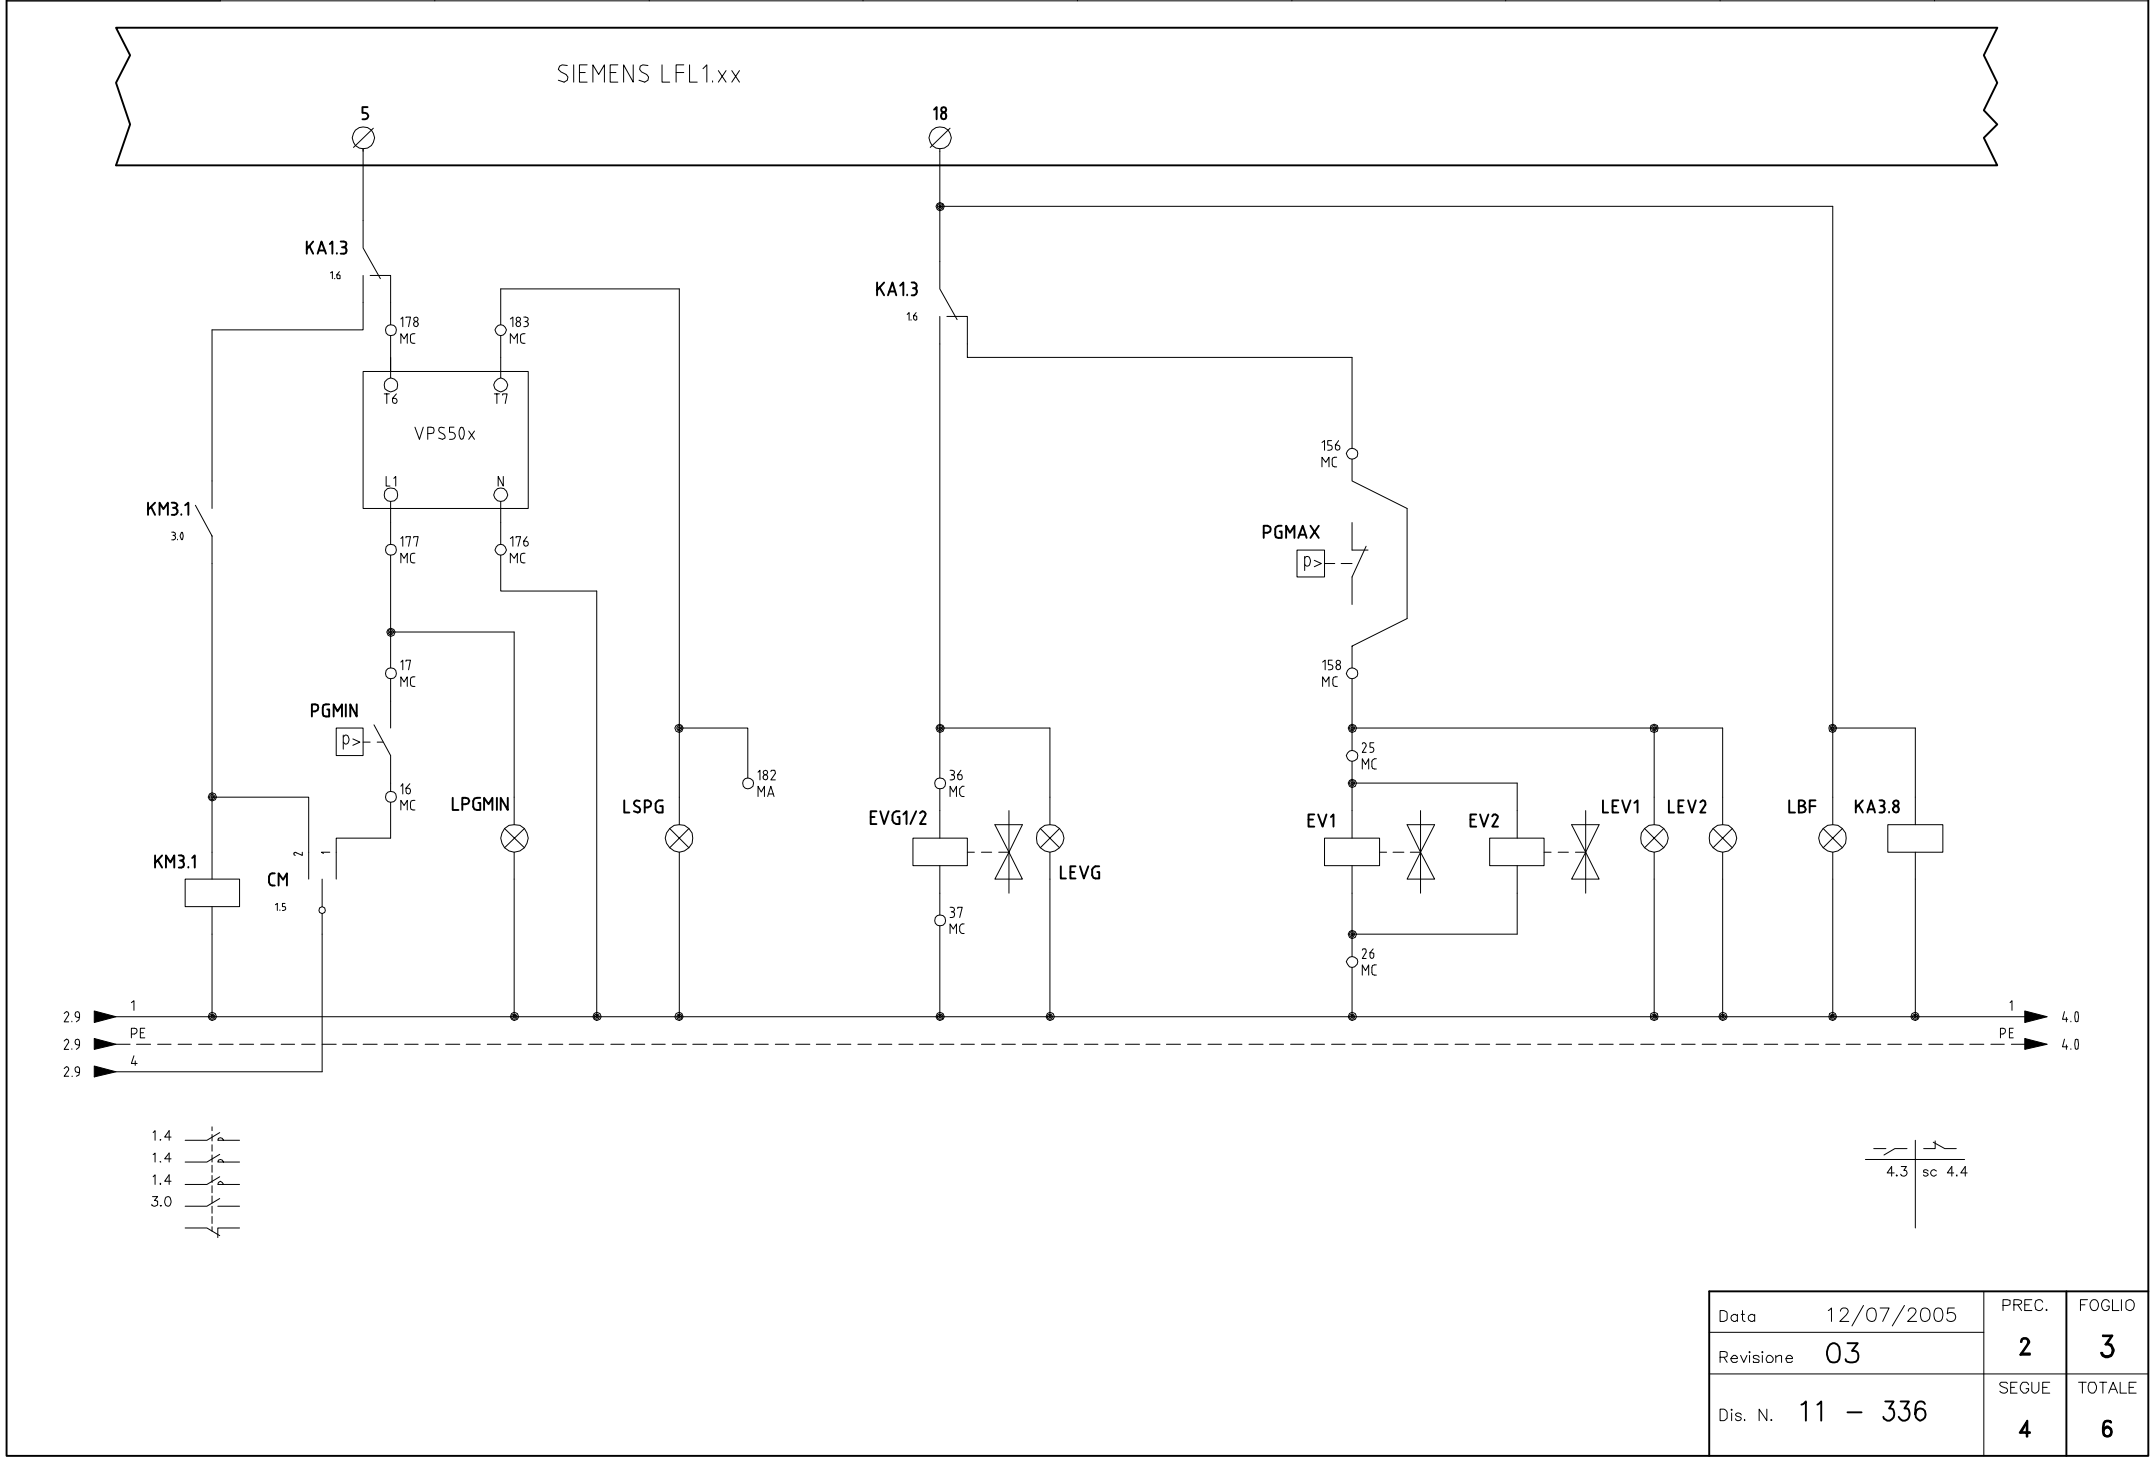 SIEMENS LFL1.xx
5
18
KA1.3
1.6
KA1.3
1.6
178
MC
183
MC
T6
T7
VPS50x
L1
N
156
MC
KM3.1
3.0
177
MC
176
MC
PGMAX
p>
17
MC
158
MC
PGMIN
p>
25
MC
182
MA
36
MC
16
MC
LPGMIN
LSPG
EVG1/2
EV1
EV2
LEV1
LEV2
LBF
KA3.8
2
1
KM3.1
CM
1.5
LEVG
37
MC
26
MC
2.9
1
1
4.0
2.9
PE
PE
4.0
2.9
4
1.4
1.4
1.4
3.0
4.3
sc 4.4
Data 12/07/2005
PREC.
FOGLIO
Revisione 03
2
3
SEGUE
TOTALE
Dis. N. 11 - 336
4
6